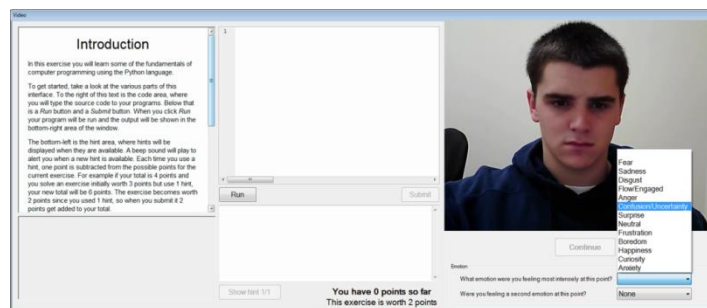 Video
Introduction
In this exercise you will learn some of the fundamentals of
computer programming using the Python language.
To get started, take a look at the various parts of this
interface. To the right of this text is the code area, where
you will type the source code to your programs. Below that
is a Run button and a Submit button. When you click Run
your program will be run and the output will be shown in the
bottom-right area of the window.
The bottom-left is the hint area, where hints will be
displayed when they are available. A beep sound will play to
alert you when a new hint is available. Each time you use a
hint, one point is subtracted from the possible points for the
current exercise. For example if your total is 4 points and
you solve an exercise initially worth 3 points but use 1 hint,
your new total will be 6 points. The exercise becomes worth
2 points since you used 1 hint, so when you submit it 2
points get added to your total.
1
Run
Submit
Show hint 1/1
You have 0 points so far
This exercise is worth 2 points
Fear
Sadness
Disgust
Flow/Engaged
Anger
Confusion/Uncertainty
Surprise
Neutral
Frustration
Boredom
Happiness
Curiosity
Anxiety
Continue
Emotion
What emotion were you feeling most intensely at this point?
Were you feeling a second emotion at this point?
None